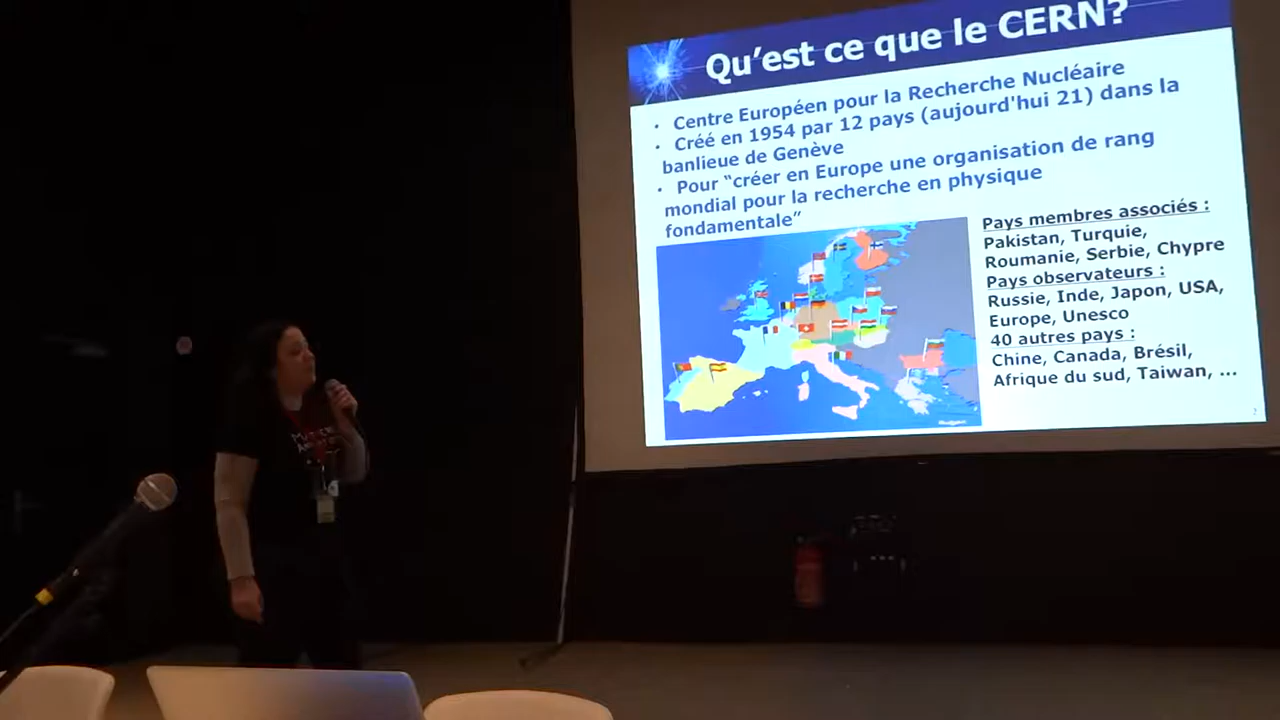 Qu'est ce que le CERN?
· Centre Européen pour la Recherche Nucléaire
· Créé en 1954 par 12 pays (aujourd'hui 21) dans la
banlieue de Genève
· Pour “créer en Europe une organisation de rang
mondial pour la recherche en physique
fondamentale”
Pays membres associés :
Pakistan, Turquie,
Roumanie, Serbie, Chypre
Pays observateurs :
Russie, Inde, Japon, USA,
Europe, Unesco
40 autres pays :
Chine, Canada, Brésil,
Afrique du sud, Taiwan, ...
2